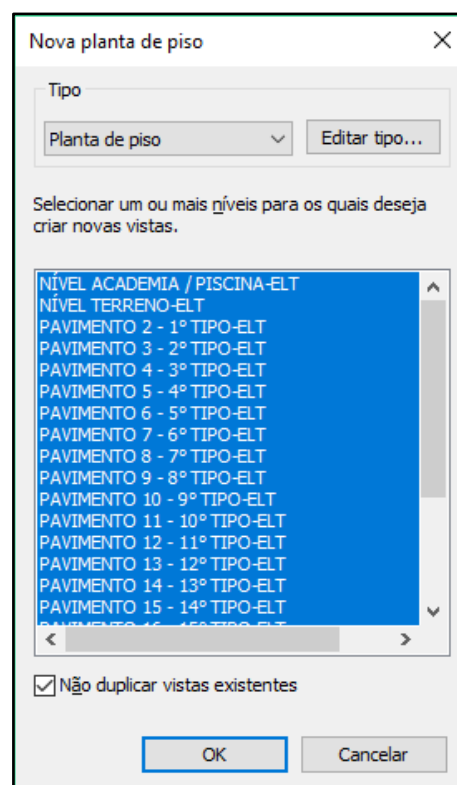 Nova planta de piso
Tipo
Planta de piso
Editar tipo...
Selecionar um ou mais níveis para os quais deseja
criar novas vistas.
NÍVEL ACADEMIA / PISCINA-ELT
NÍVEL TERRENO-ELT
PAVIMENTO 2 - 1º TIPO-ELT
PAVIMENTO 3 - 2º TIPO-ELT
PAVIMENTO 4 - 3º TIPO-ELT
PAVIMENTO 5 - 4º TIPO-ELT
PAVIMENTO 6 - 5º TIPO-ELT
PAVIMENTO 7 - 6º TIPO-ELT
PAVIMENTO 8 - 7º TIPO-ELT
PAVIMENTO 9 - 8º TIPO-ELT
PAVIMENTO 10 - 9º TIPO-ELT
PAVIMENTO 11 - 10º TIPO-ELT
PAVIMENTO 12 - 11º TIPO-ELT
PAVIMENTO 13 - 12º TIPO-ELT
PAVIMENTO 14 - 13º TIPO-ELT
PAVIMENTO 15 - 14º TIPO-ELT
PAVIMENTO 16 - 15º TIPO-ELT
Não duplicar vistas existentes
OK
Cancelar